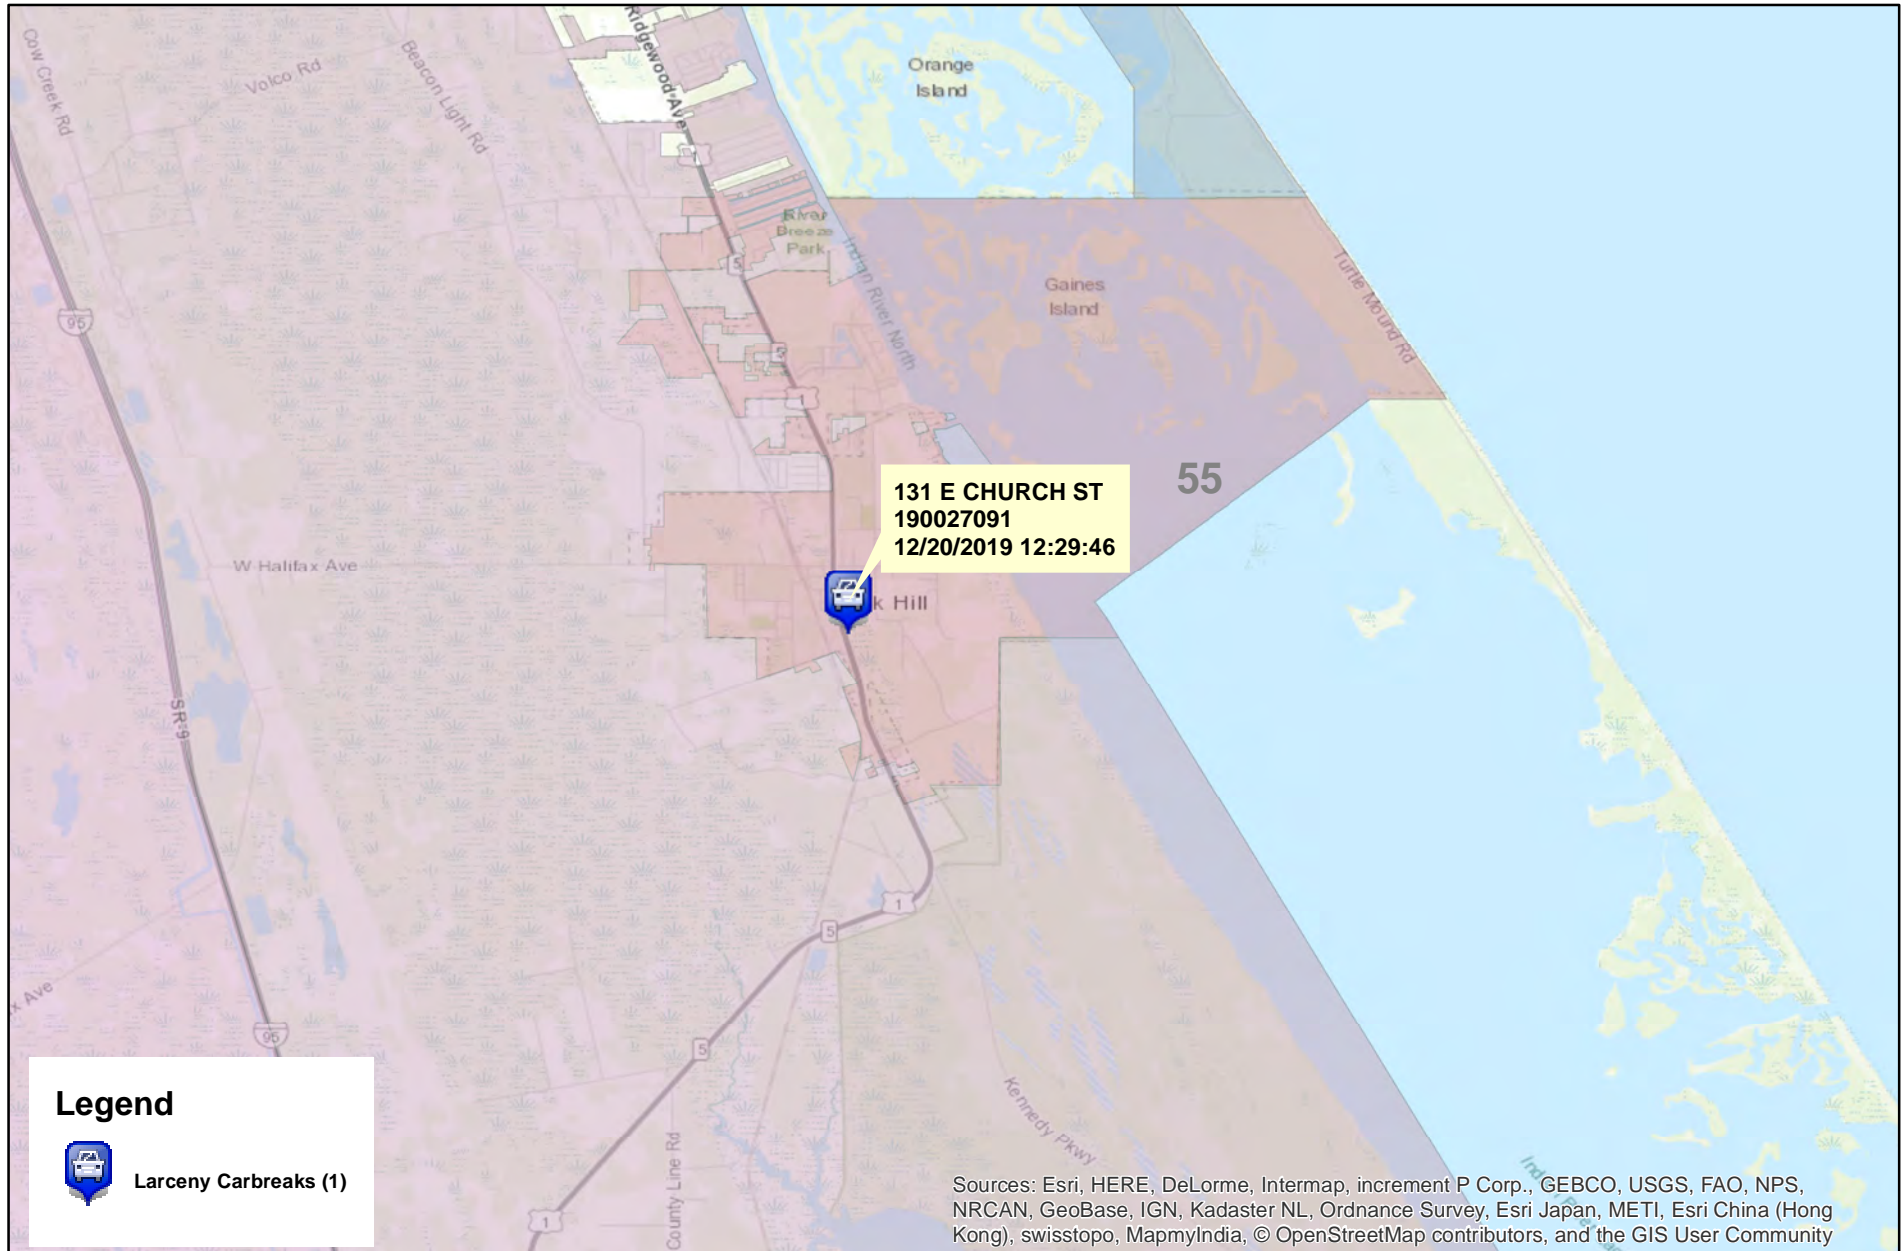 Cow Creek Rd
Volco Rd
Beacon Light Rd
Ridgewood Ave
Orange
Island
River
Breeze
Park
5
Indian River North
Gaines
Island
Turtle Mound Rd
95
5
1
55
131 E CHURCH ST
190027091
12/20/2019 12:29:46
W Halifax Ave
k Hill
SR-9
1
5
x Ave
95
5
Kennedy Pkwy
County Line Rd
1
Legend
Larceny Carbreaks (1)
Sources: Esri, HERE, DeLorme, Intermap, increment P Corp., GEBCO, USGS, FAO, NPS,
NRCAN, GeoBase, IGN, Kadaster NL, Ordnance Survey, Esri Japan, METI, Esri China (Hong
Kong), swisstopo, MapmyIndia, © OpenStreetMap contributors, and the GIS User Community